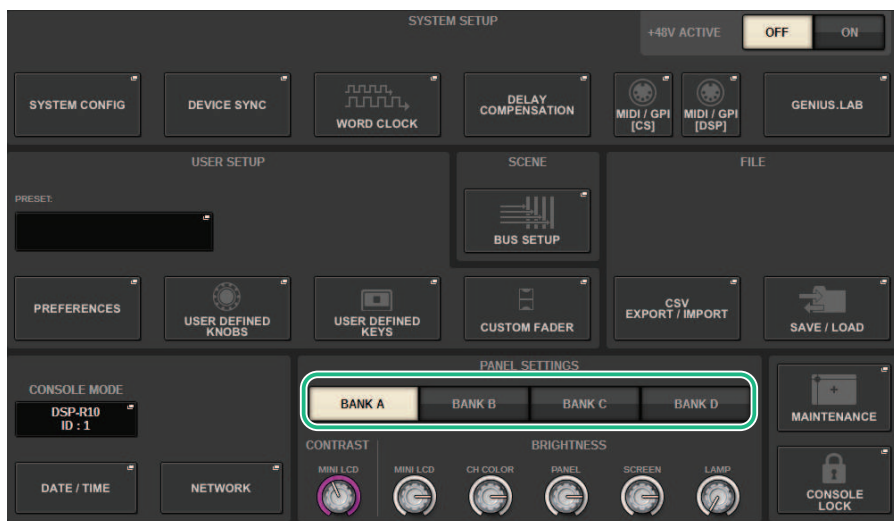 SYSTEM SETUP
+48V ACTIVE
OFF
ON
SYSTEM CONFIG
DEVICE SYNC
WORD CLOCK
DELAY
COMPENSATION
MIDI / GPI
[CS]
MIDI / GPI
[DSP]
GENIUS.LAB
USER SETUP
SCENE
FILE
PRESET:
BUS SETUP
PREFERENCES
USER DEFINED
KNOBS
USER DEFINED
KEYS
CUSTOM FADER
CSV
EXPORT / IMPORT
SAVE / LOAD
PANEL SETTINGS
CONSOLE MODE
DSP-R10
ID : 1
BANK A
BANK B
BANK C
BANK D
MAINTENANCE
CONTRAST
BRIGHTNESS
MINI LCD
MINI LCD
CH COLOR
PANEL
SCREEN
LAMP
DATE / TIME
NETWORK
CONSOLE
LOCK